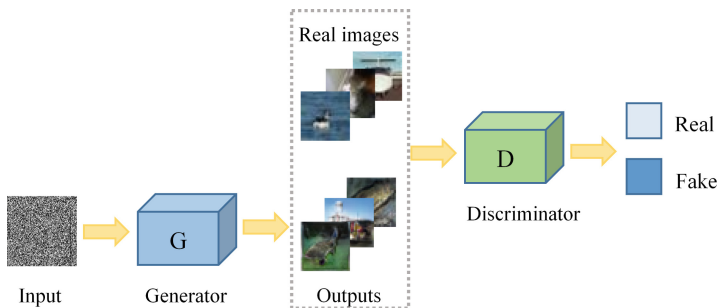 Real images
Real
D
Fake
Discriminator
G
Input
Generator
Outputs